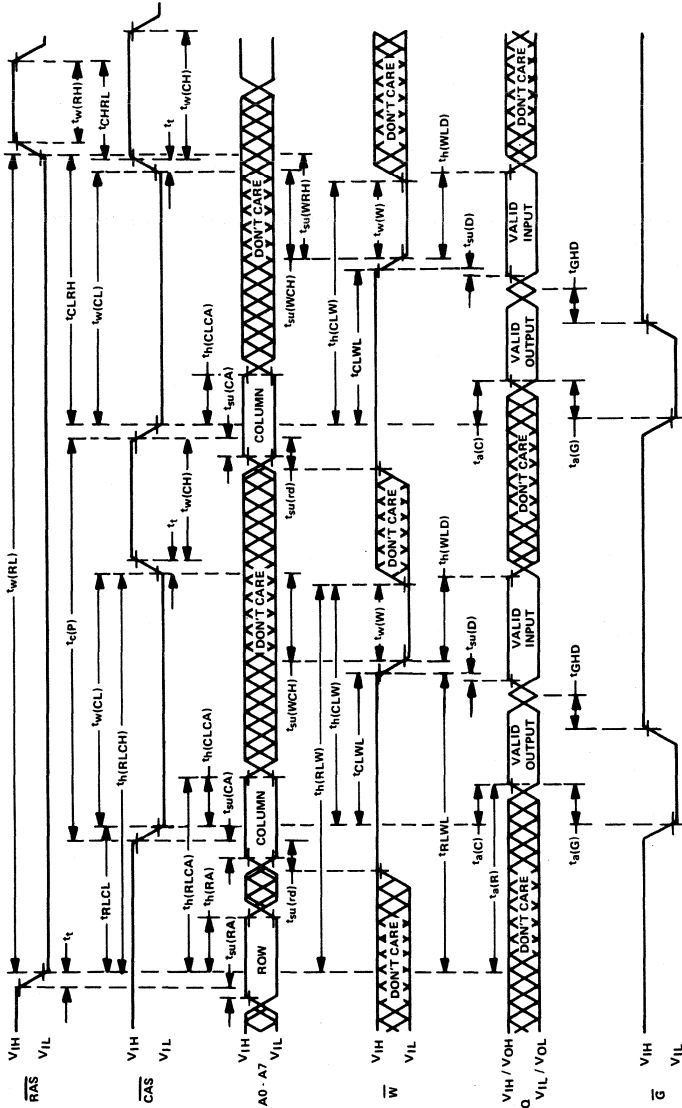 RAS
VIH
VIL
tt
tw(RL)
tw(RH)
CAS
VIH
VIL
tRLCL
th(RLCH)
tw(CL)
tc(P)
tt
tw(CH)
tCLRH
tw(CL)
tCHRL
tt
tw(CH)
A0 - A7
VIH
VIL
tsu(RA)
th(RA)
th(RLCA)
tsu(CA)
th(CLCA)
ROW
COLUMN
DON'T CARE
tsu(CA)
th(CLCA)
COLUMN
DON'T CARE
tsu(rd)
tsu(WCH)
tsu(rd)
tsu(WCH)
tsu(WRH)
W
VIH
VIL
DON'T CARE
th(RLW)
th(CLW)
tCLWL
tw(W)
DON'T CARE
th(CLW)
tCLWL
tw(W)
DON'T CARE
tRLWL
tsu(D)
th(WLD)
tsu(D)
th(WLD)
Q
VIH / VOH
VIL / VOL
ta(R)
ta(C)
ta(C)
DON'T CARE
VALID OUTPUT
VALID INPUT
DON'T CARE
VALID OUTPUT
VALID INPUT
DON'T CARE
ta(G)
tGHD
ta(G)
tGHD
G
VIH
VIL